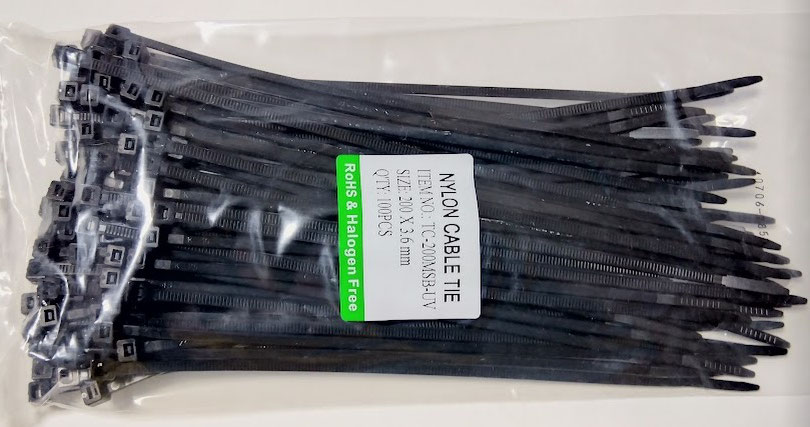 NYLON CABLE TIE
ITEM NO.: TC-200MSB-UV
SIZE: 200 X 3.6 mm
QTY: 100PCS
RoHS & Halogen Free